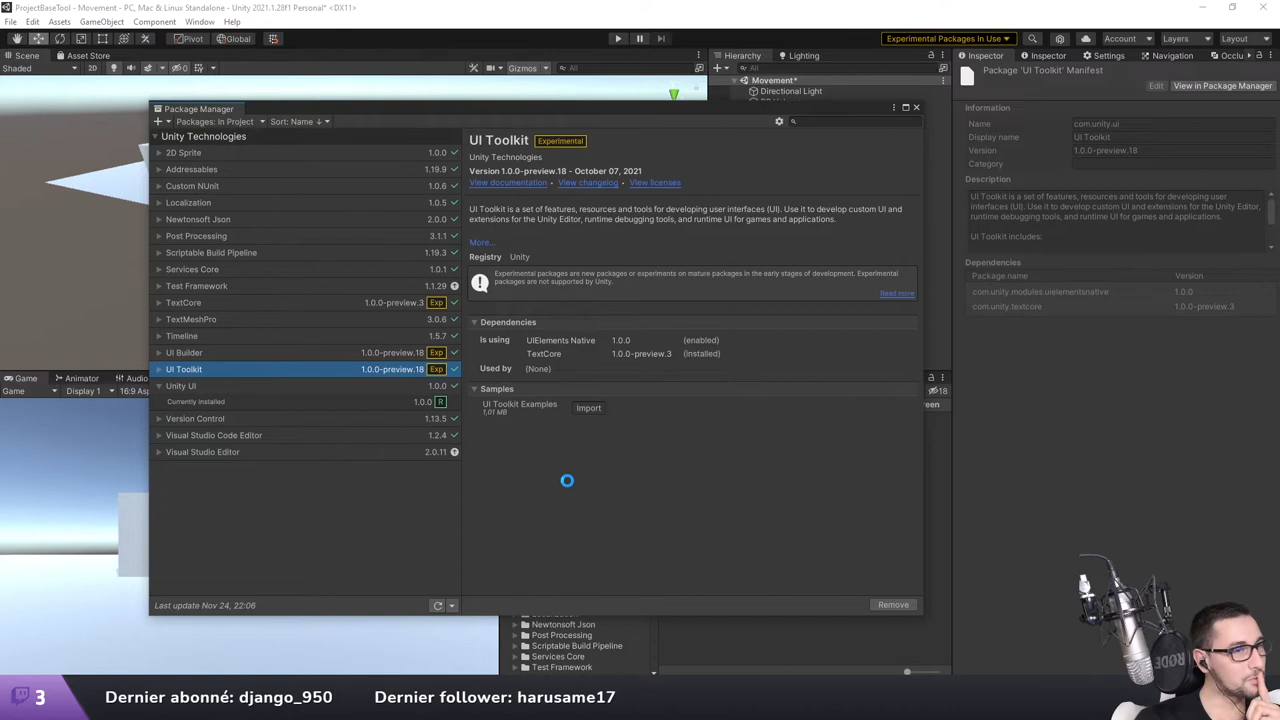 ProjectBaseTool - Movement - PC, Mac & Linux Standalone - Unity 2021.1.28f1 Personal* <DX11>
File Edit Assets GameObject Component Window Help
Pivot Global Experimental Packages In Use Account Layers Layout
Scene Asset Store Hierarchy Lighting Inspector Inspector Settings Navigation Occlu
Shaded 2D 0 Gizmos All All
Movement*
Directional Light
Package 'UI Toolkit' Manifest
Edit View in Package Manager
Information
Name com.unity.ui
Display name UI Toolkit
Version 1.0.0-preview.18
Category
Description
UI Toolkit is a set of features, resources and tools for developing user
interfaces (UI). Use it to develop custom UI and extensions for the Unity Editor,
runtime debugging tools, and runtime UI for games and applications.
UI Toolkit includes:
Dependencies
Package name Version
com.unity.modules.uielementsnative 1.0.0
com.unity.textcore 1.0.0-preview.3
Package Manager
Packages: In Project Sort: Name ↓
Unity Technologies
2D Sprite 1.0.0
Addressables 1.19.9
Custom NUnit 1.0.6
Localization 1.0.5
Newtonsoft Json 2.0.0
Post Processing 3.1.1
Scriptable Build Pipeline 1.19.3
Services Core 1.0.1
Test Framework 1.1.29
TextCore 1.0.0-preview.3 Exp
TextMeshPro 3.0.6
Timeline 1.5.7
UI Builder 1.0.0-preview.18 Exp
UI Toolkit 1.0.0-preview.18 Exp
Unity UI 1.0.0
Currently Installed 1.0.0 R
Version Control 1.13.5
Visual Studio Code Editor 1.2.4
Visual Studio Editor 2.0.11
Last update Nov 24, 22:06
UI Toolkit Experimental
Unity Technologies
Version 1.0.0-preview.18 - October 07, 2021
View documentation View changelog View licenses
UI Toolkit is a set of features, resources and tools for developing user interfaces (UI). Use it to develop custom UI and
extensions for the Unity Editor, runtime debugging tools, and runtime UI for games and applications.
More...
Registry Unity
Experimental packages are new packages or experiments on mature packages in the early stages of development. Experimental
packages are not supported by Unity.
Read more
Dependencies
Is using UIElements Native 1.0.0 (enabled)
TextCore 1.0.0-preview.3 (installed)
Used by (None)
Samples
UI Toolkit Examples Import
1,01 MB
Remove
Game Animator Audio
Game Display 1 16:9 Asp
18
reen
Newtonsoft Json
Post Processing
Scriptable Build Pipeline
Services Core
Test Framework
RODE
3 Dernier abonné: django_950 Dernier follower: harusame17